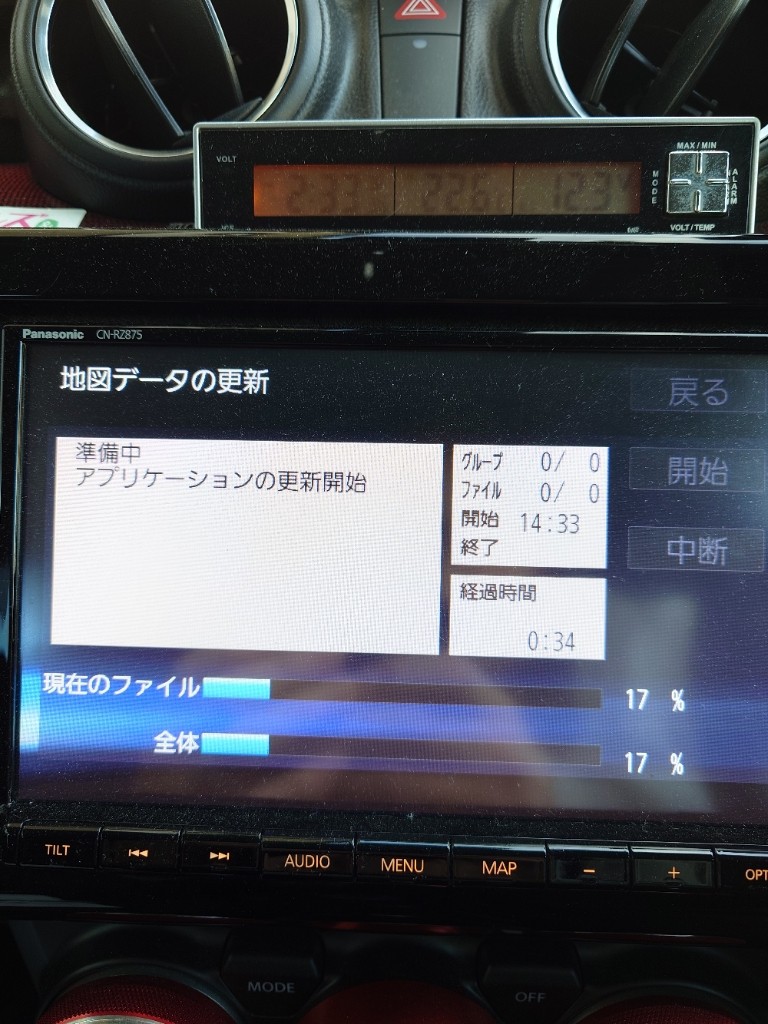 VOLT
MAX / MIN
MODE
ALARM
12.3V
VOLT / TEMP
Panasonic CN-RZ875
地図データの更新
戻る
準備中
アプリケーションの更新開始
グループ 0/ 0
ファイル 0/ 0
開始 14:33
終了
開始
中断
経過時間
0:34
現在のファイル 17 %
全体 17 %
TILT
AUDIO
MENU
MAP
−
+
OPT
MODE
OFF